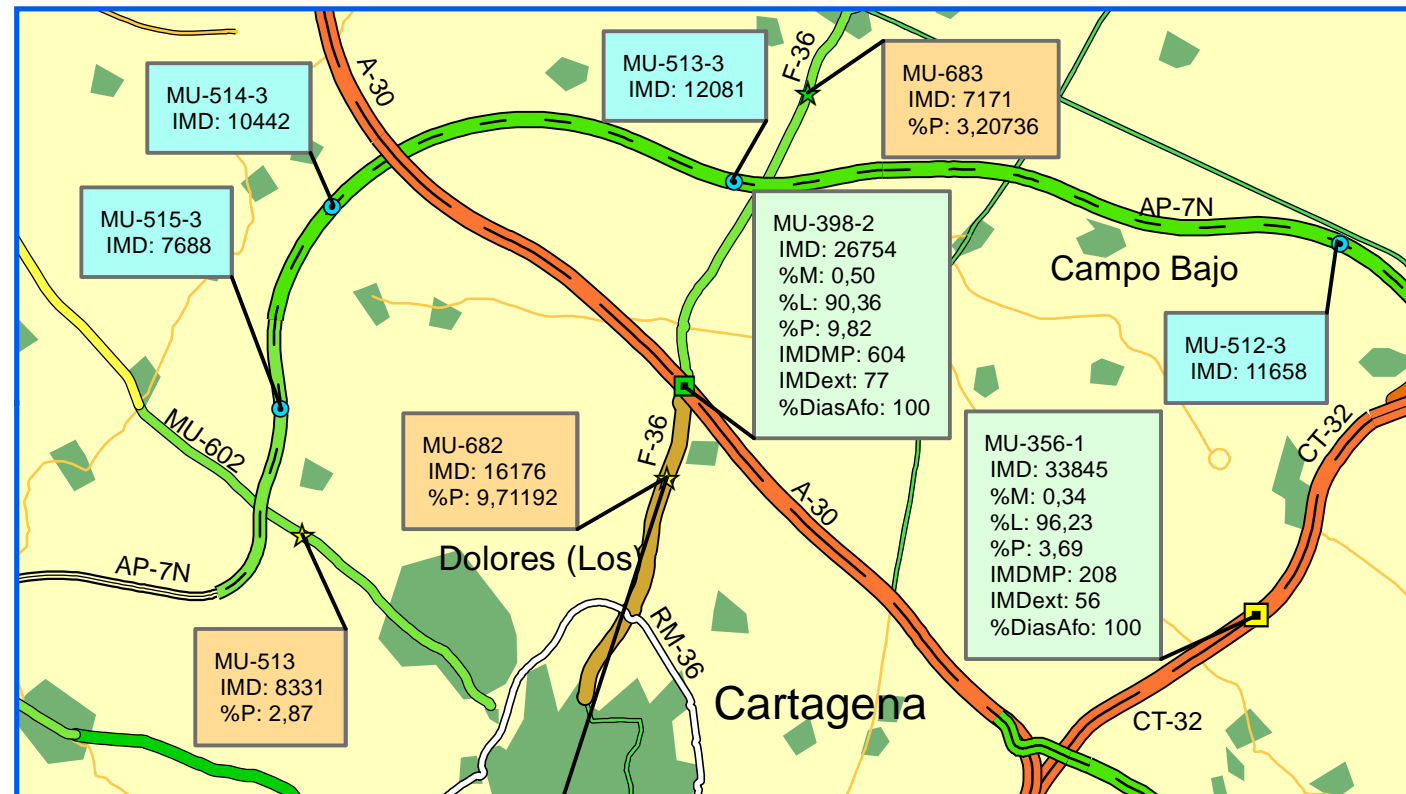 A-30
F-36
MU-513-3
IMD: 12081
MU-683
IMD: 7171
%P: 3,20736
MU-514-3
IMD: 10442
MU-515-3
IMD: 7688
AP-7N
MU-398-2
IMD: 26754
%M: 0,50
%L: 90,36
%P: 9,82
IMDMP: 604
IMDext: 77
%DiasAfo: 100
Campo Bajo
MU-512-3
IMD: 11658
MU-602
MU-682
IMD: 16176
%P: 9,71192
F-36
A-30
CT-32
MU-356-1
IMD: 33845
%M: 0,34
%L: 96,23
%P: 3,69
IMDMP: 208
IMDext: 56
%DiasAfo: 100
Dolores (Los)
AP-7N
RM-36
MU-513
IMD: 8331
%P: 2,87
Cartagena
CT-32